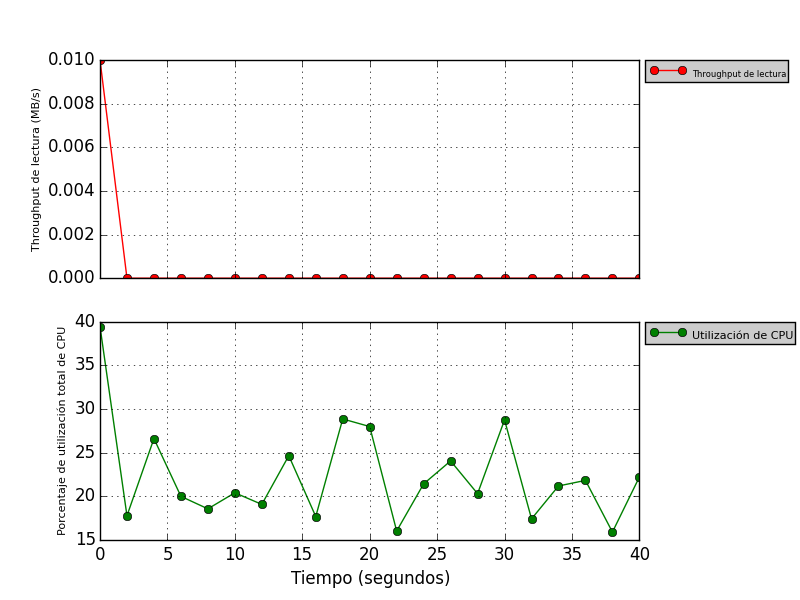 0.010
0.008
0.006
0.004
0.002
0.000
Throughput de lectura (MB/s)
Throughput de lectura
40
35
30
25
20
15
Porcentaje de utilización total de CPU
Utilización de CPU
0 5 10 15 20 25 30 35 40
Tiempo (segundos)